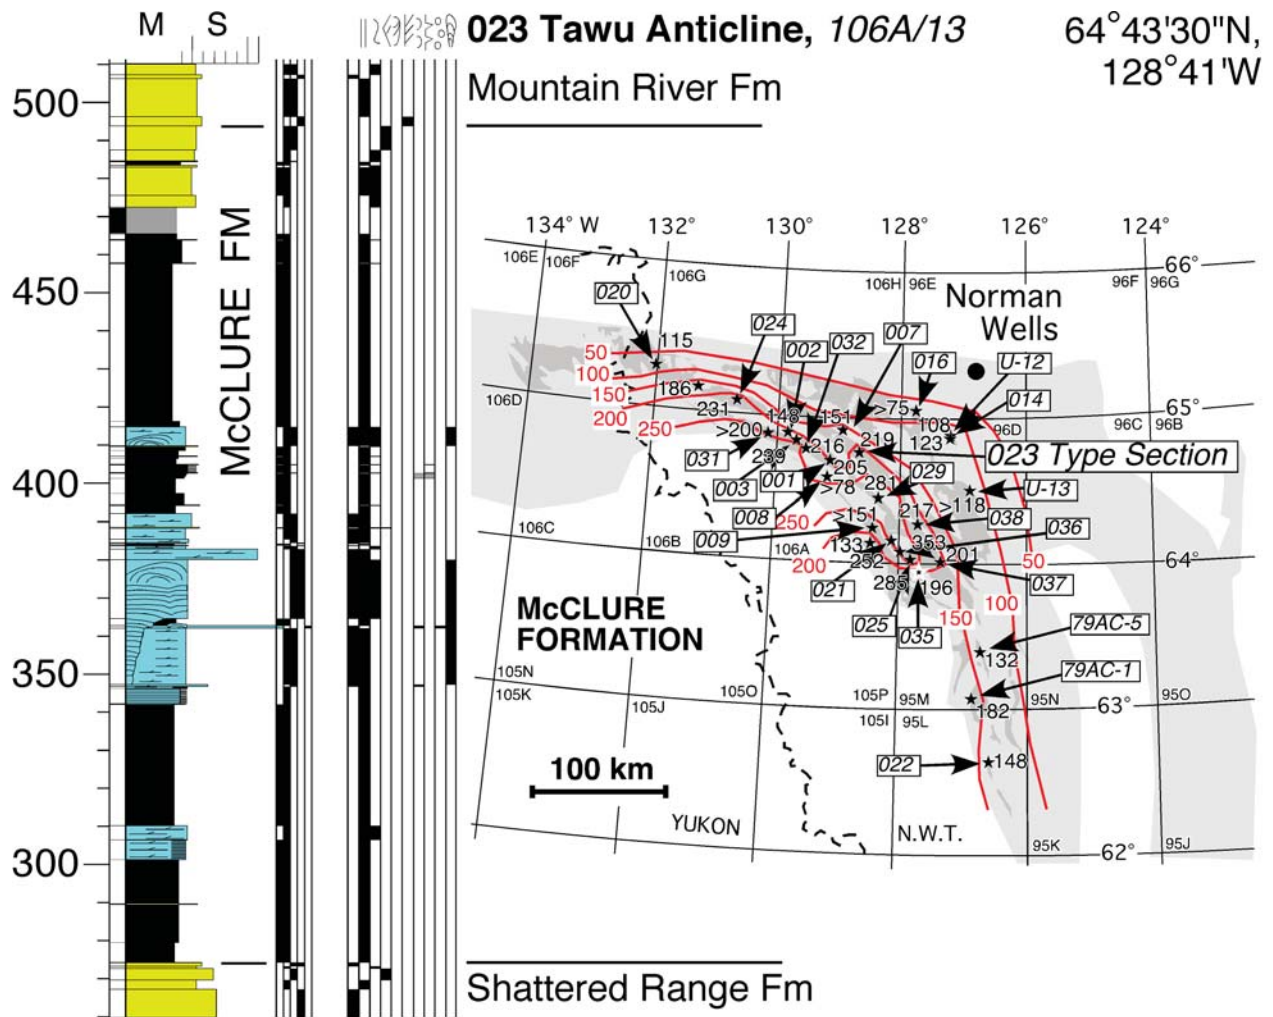 M S
023 Tawu Anticline, 106A/13
64°43'30"N,
128°41'W
Mountain River Fm
500
McCLURE FM
450
400
350
300
Shattered Range Fm
134° W 132° 130° 128° 126° 124°
106E 106F 106G 106H 96E 96F 96G 66°
Norman
Wells
020 024 002 032 007 016 U-12 014
50 115
100
150 186
200 231 148 151 >75 108 65°
250 >200 216 219 123
106D 96D 96C 96B
023 Type Section
031 239 205 029
003 001 >78 281 U-13
008 250 >151 217 >118 038 036
009 133 353 201
106C 106B 106A 200 252 50 64°
021 285 196 037
025 035 150 100
McCLURE
FORMATION
79AC-5
132
79AC-1
105N 105O 105P 95M 95N 95O
105K 105J 105I 95L 182 63°
022 148
100 km
YUKON N.W.T.
95K 62° 95J